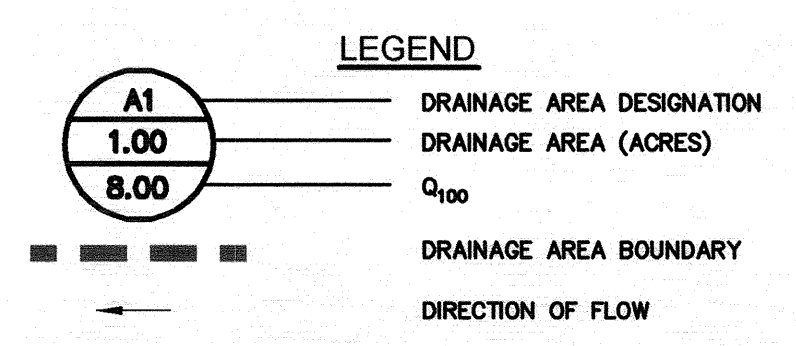 LEGEND
A1 DRAINAGE AREA DESIGNATION
1.00 DRAINAGE AREA (ACRES)
8.00 Q100
DRAINAGE AREA BOUNDARY
DIRECTION OF FLOW